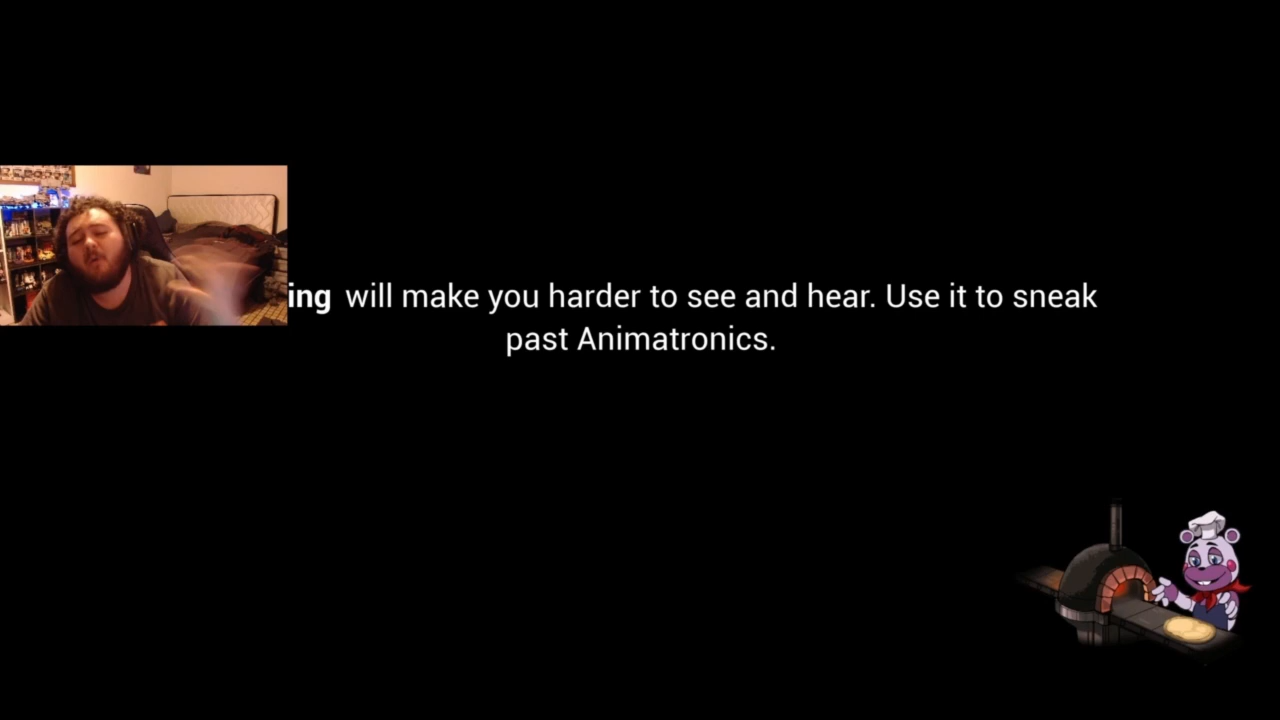 ing will make you harder to see and hear. Use it to sneak
past Animatronics.